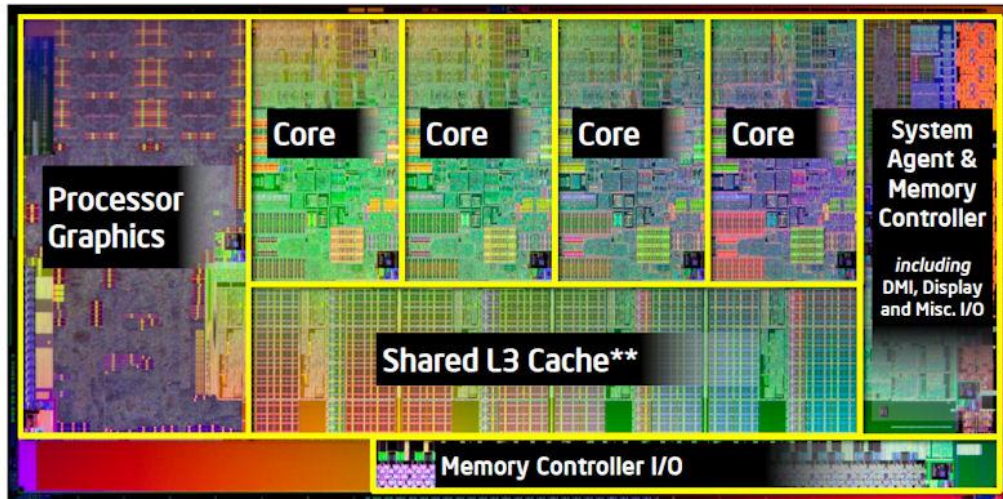 Processor
Graphics
Core
Core
Core
Core
System
Agent &
Memory
Controller
including
DMI, Display
and Misc. I/O
Shared L3 Cache**
Memory Controller I/O